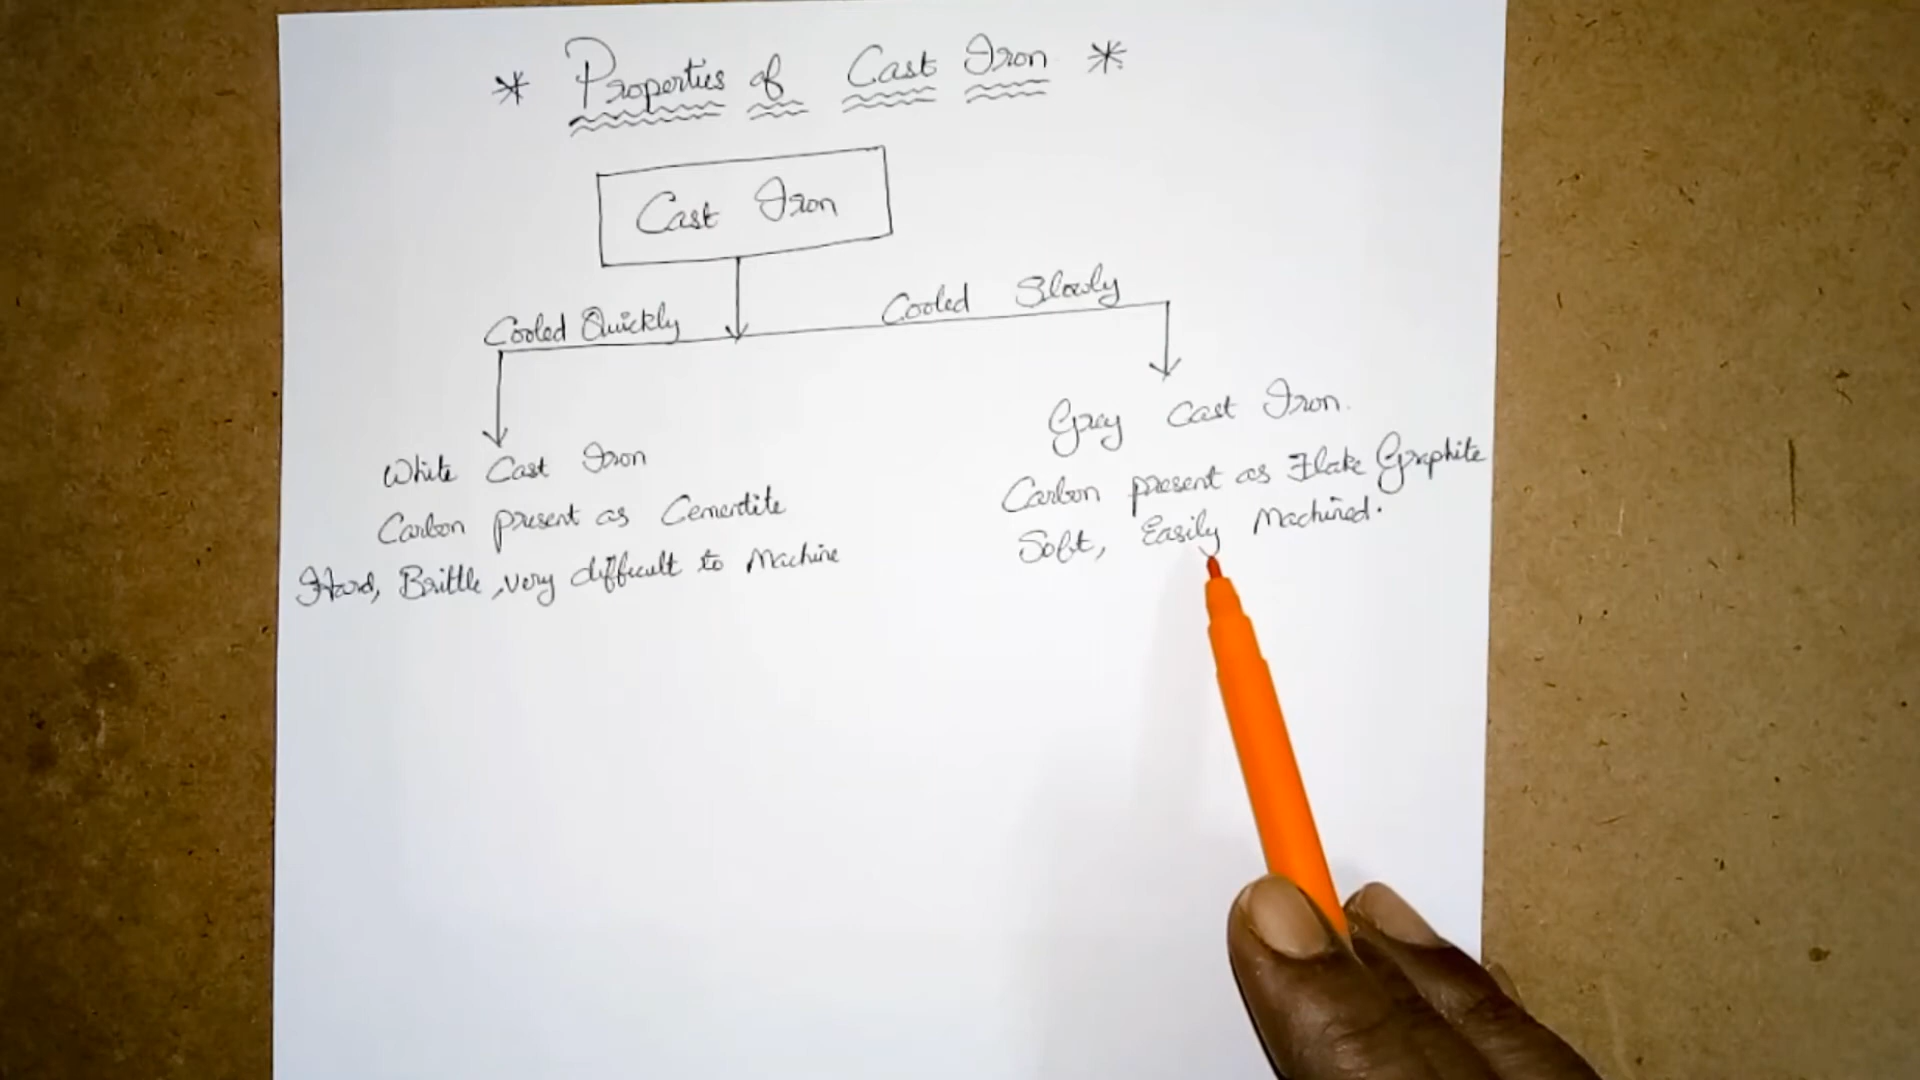 * Properties of Cast Iron *
Cast Iron
Cooled Quickly
Cooled Slowly
White Cast Iron
Carbon present as Cementite
Hard, Brittle, very difficult to Machine
Grey Cast Iron.
Carbon present as Flake Graphite
Soft, Easily Machined.